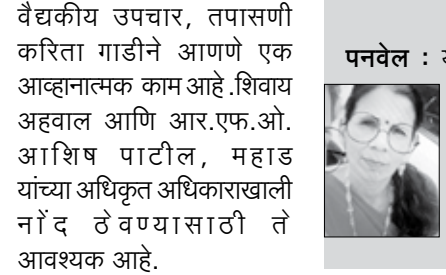 वैद्यकीय उपचार, तपासणी
करिता गाडीने आणणे एक
आव्हानात्मक काम आहे.शिवाय
अहवाल आणि आर.एफ.ओ.
आशिष पाटील, महाड
यांच्या अधिकृत अधिकाराखाली
नोंद ठेवण्यासाठी ते
आवश्यक आहे.
पनवेल :